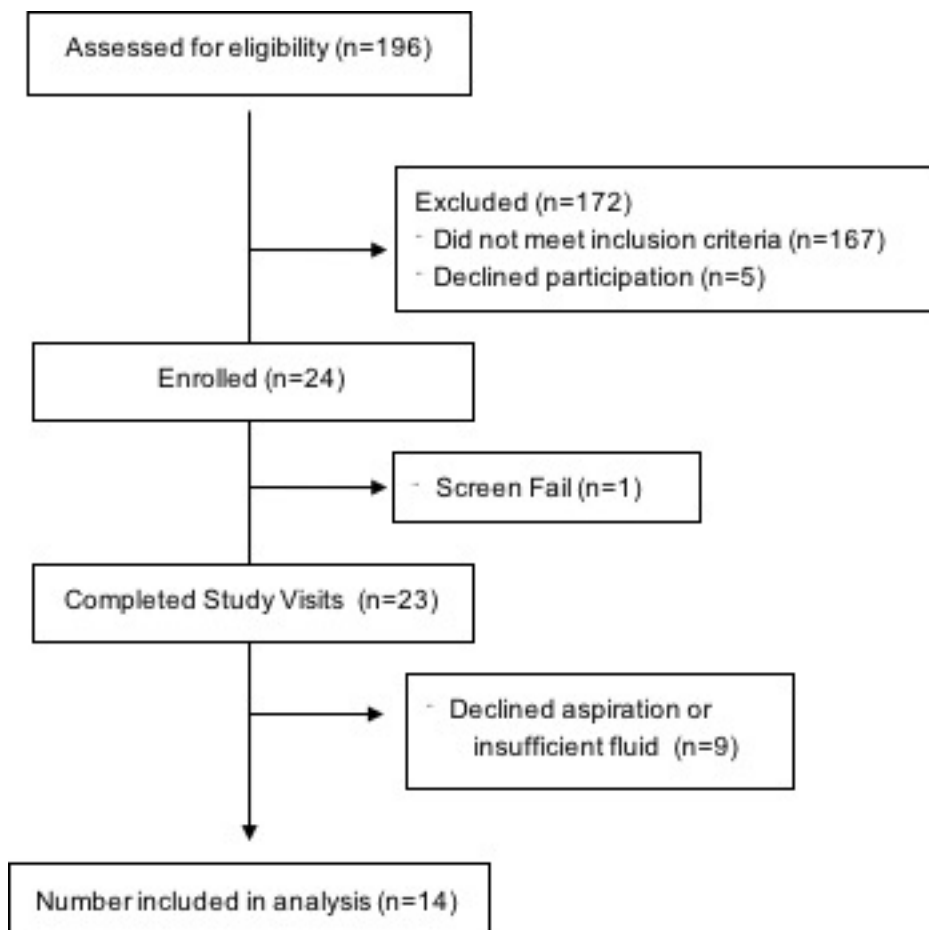 Assessed for eligibility (n=196)
Excluded (n=172)
- Did not meet inclusion criteria (n=167)
- Declined participation (n=5)
Enrolled (n=24)
- Screen Fail (n=1)
Completed Study Visits (n=23)
- Declined aspiration or
insufficient fluid (n=9)
Number included in analysis (n=14)